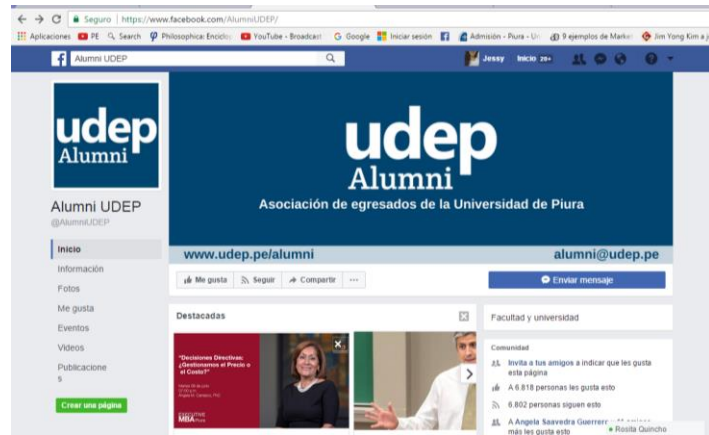 Seguro | https://www.facebook.com/AlumniUDEP/
Aplicaciones PE Search Philosophica: Enciclo YouTube - Broadcast Google Iniciar sesión Admisión - Piura - Un 9 ejemplos de Market Jim Yong Kim a j
Alumni UDEP
Jessy Inicio 20+
udep
Alumni
Alumni UDEP
@AlumniUDEP
Inicio
Información
Fotos
Me gusta
Eventos
Videos
Publicacione
s
Crear una página
udep
Alumni
Asociación de egresados de la Universidad de Piura
www.udep.pe/alumni alumni@udep.pe
Me gusta Seguir Compartir ...
Enviar mensaje
Destacadas
"Decisiones Directivas:
¿Gestionamos el Precio o
el Costo?"
EXECUTIVE
MBA
Facultad y universidad
Comunidad
Invita a tus amigos a indicar que les gusta
esta página
A 6.818 personas les gusta esto
6.802 personas siguen esto
A Angela Saavedra Guerrero
más les gusta esto
Rosita Quincho